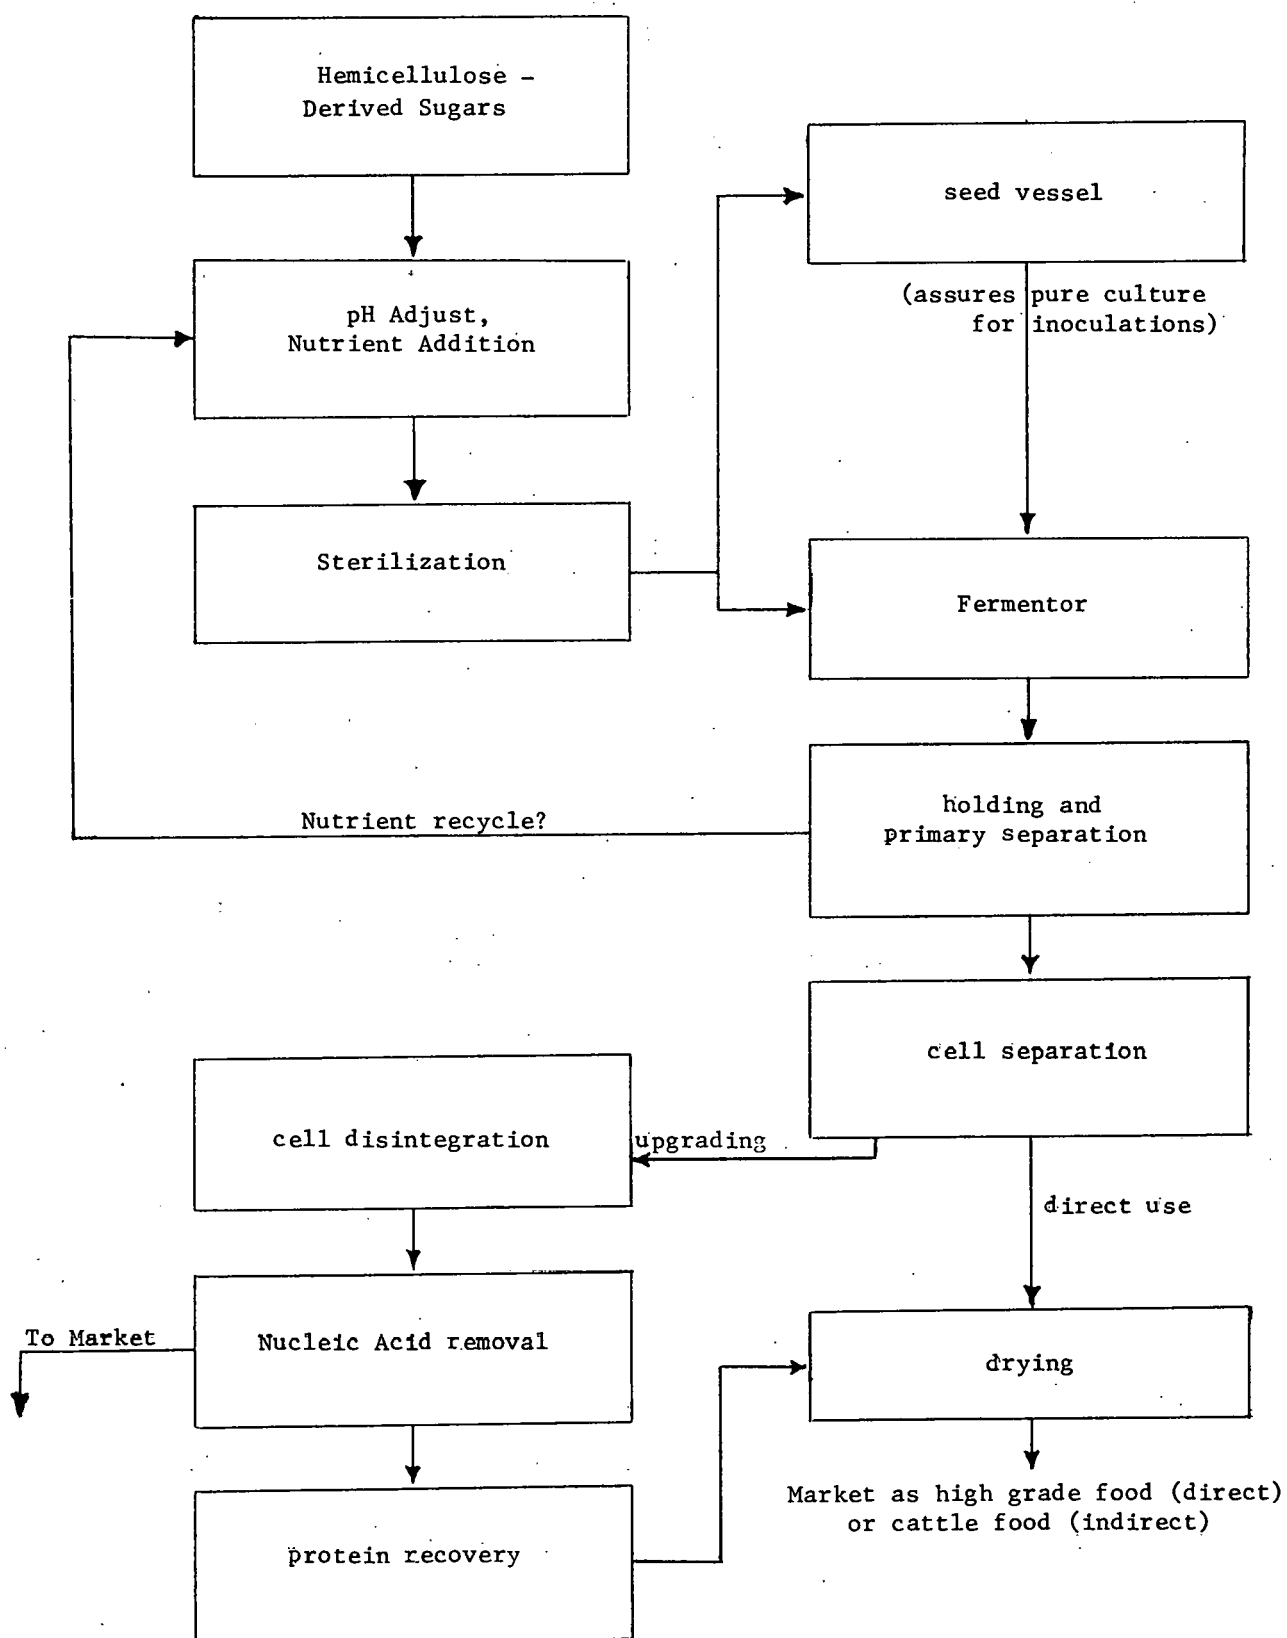 Hemicellulose -
Derived Sugars
seed vessel
(assures pure culture
for inoculations)
pH Adjust,
Nutrient Addition
Sterilization
Fermentor
holding and
primary separation
Nutrient recycle?
cell separation
cell disintegration
upgrading
direct use
To Market
Nucleic Acid removal
drying
Market as high grade food (direct)
or cattle food (indirect)
protein recovery